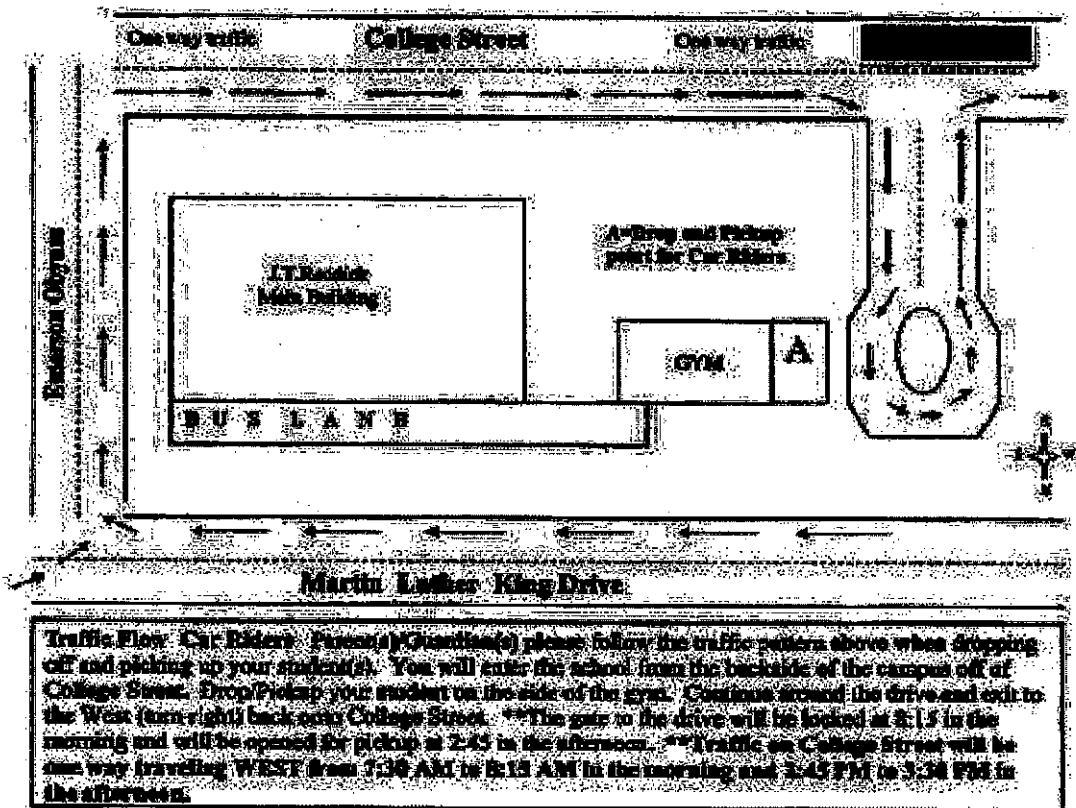 One way traffic College Street One way traffic
Emerson
A=Drop and Pickup
point for Car Riders
Main Building
GYM
A
BUS LANE
Martin Luther King Drive
Traffic Flow Car Riders Parent(s)/Guardian(s) please follow the traffic pattern above when dropping
off and picking up your student(s). You will enter the school from the backside of the campus off of
College Street. Drop/Pickup your student on the side of the gym. Continue around the drive and exit to
the West (turn right) back onto College Street. **The gate to the drive will be locked at 8:15 in the
morning and will be opened for pickup at 2:45 in the afternoon. **Traffic on College Street will be
one way traveling WEST from 7:30 AM to 8:15 AM in the morning and 2:45 PM to 3:30 PM in
the afternoon.